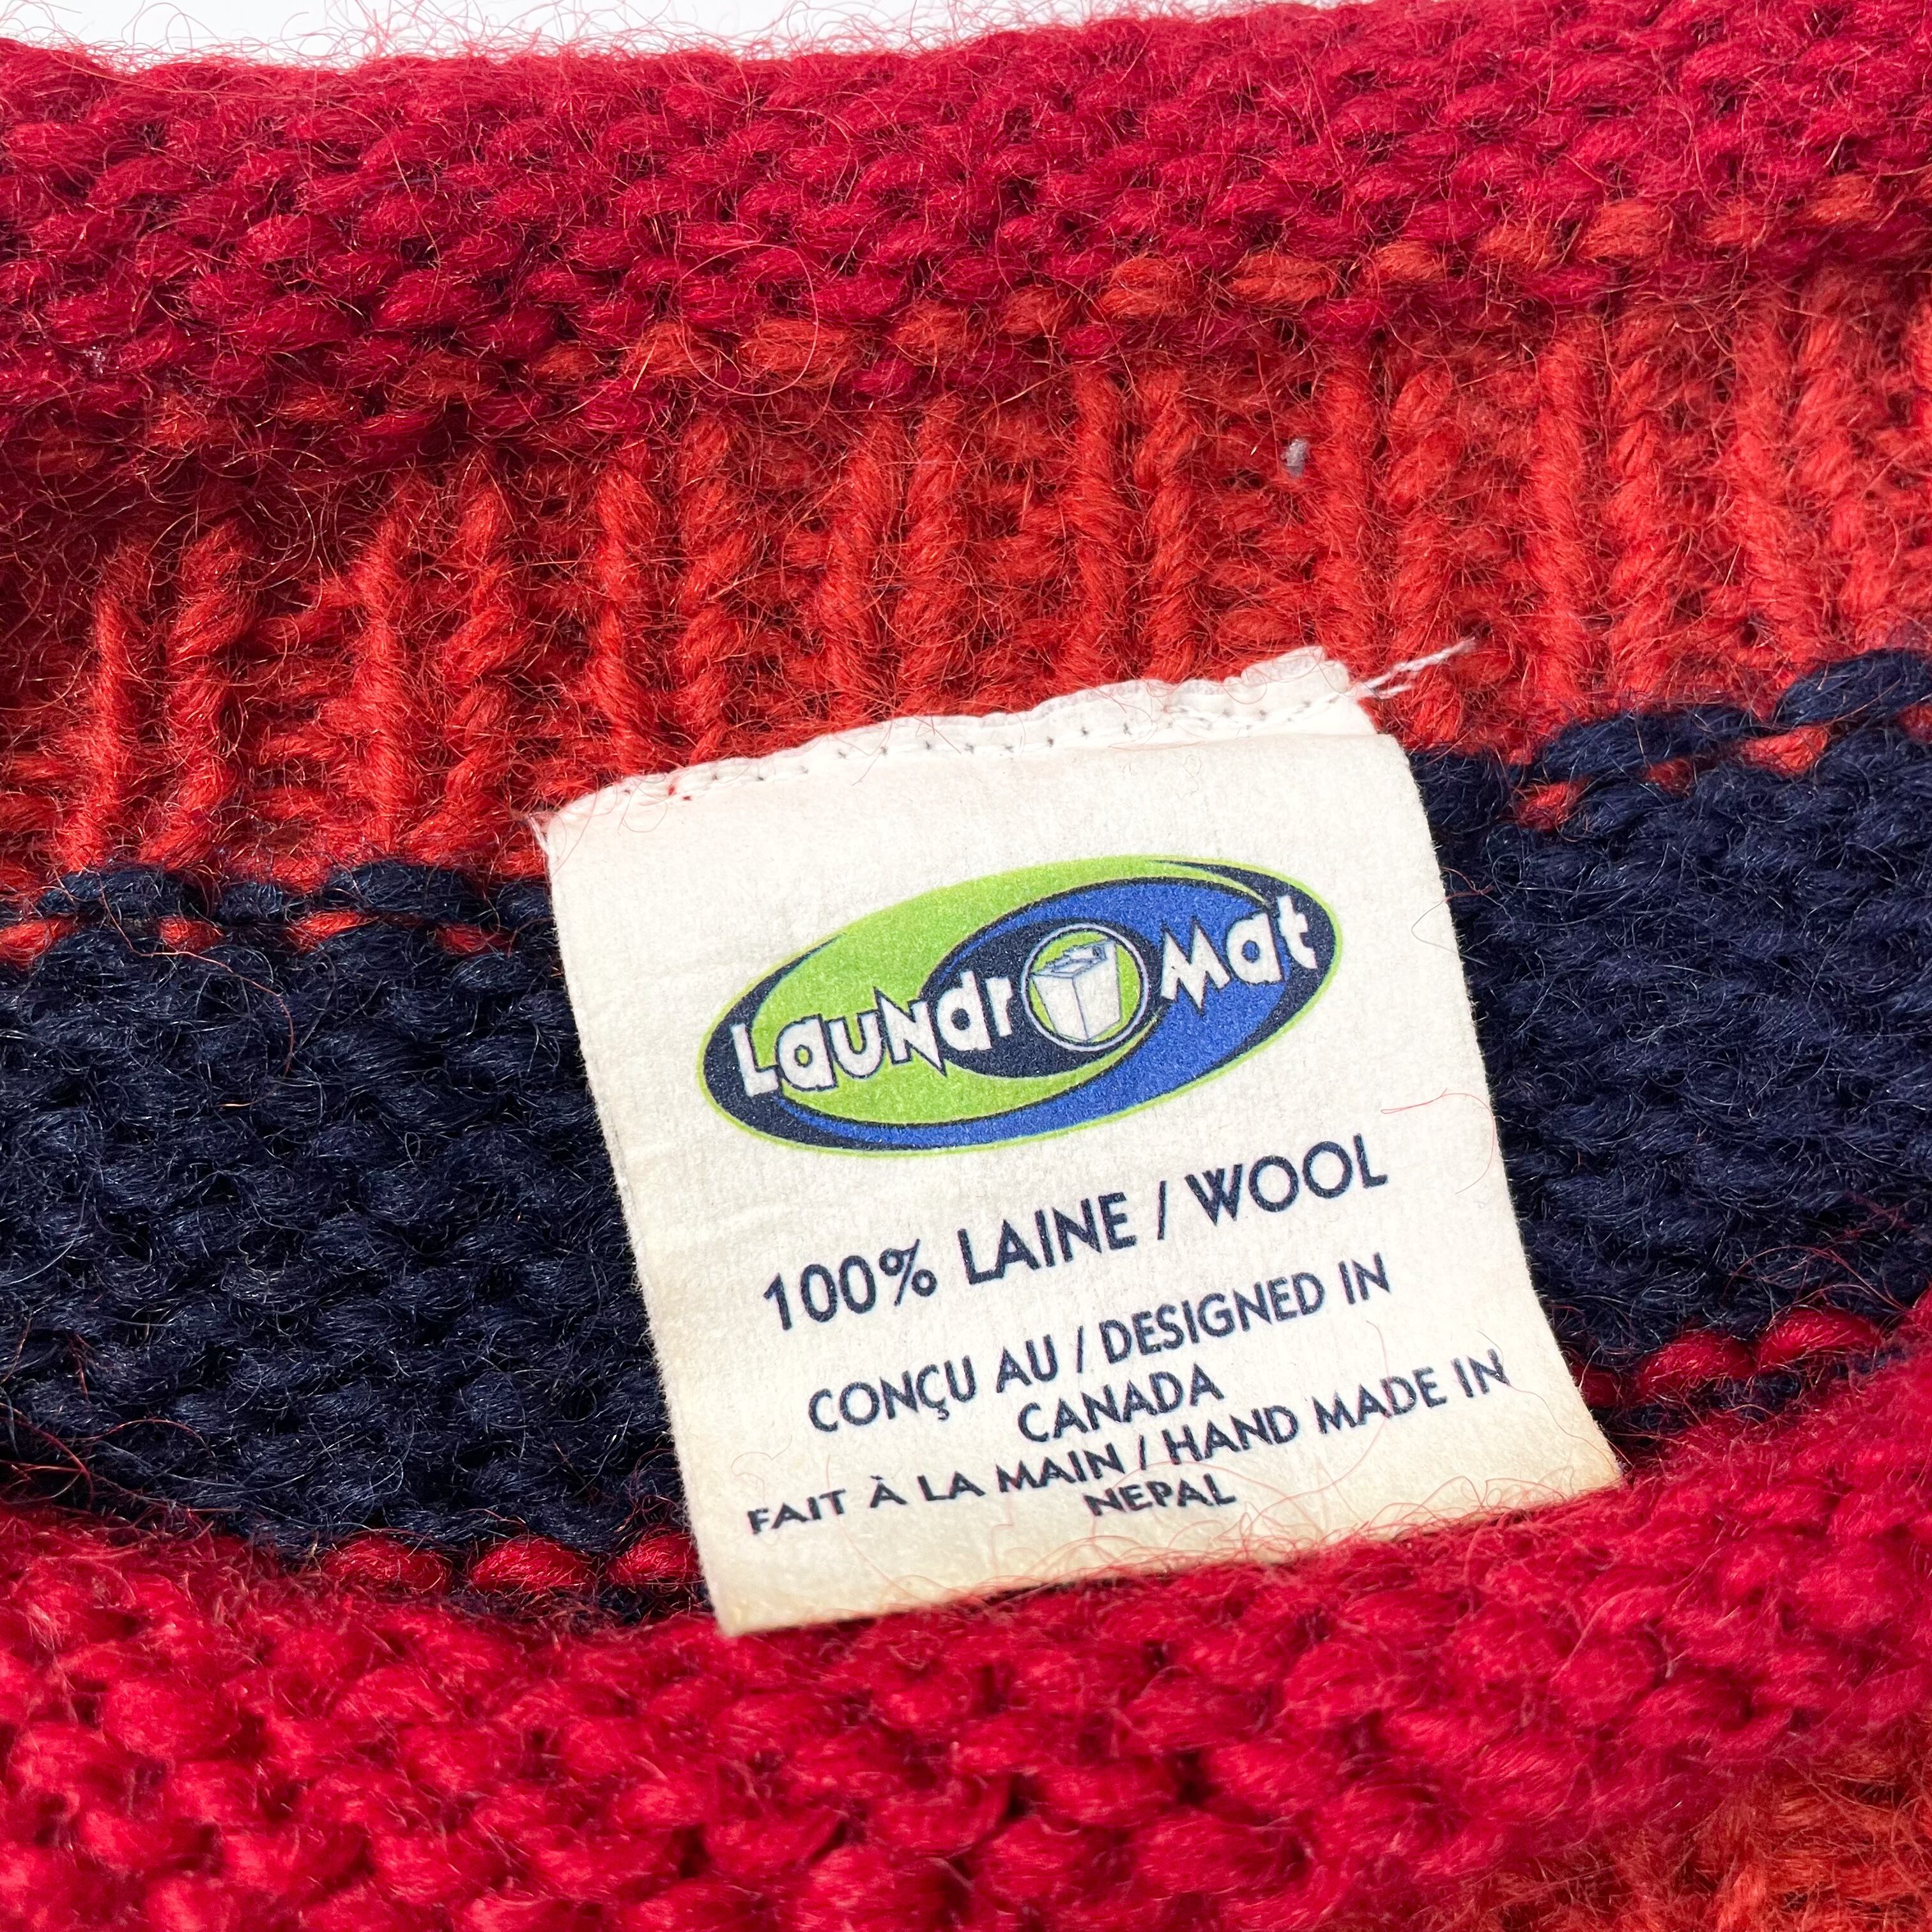 LaUNdrOMat
100% LAINE / WOOL
CONÇU AU / DESIGNED IN
CANADA
FAIT À LA MAIN / HAND MADE IN
NEPAL